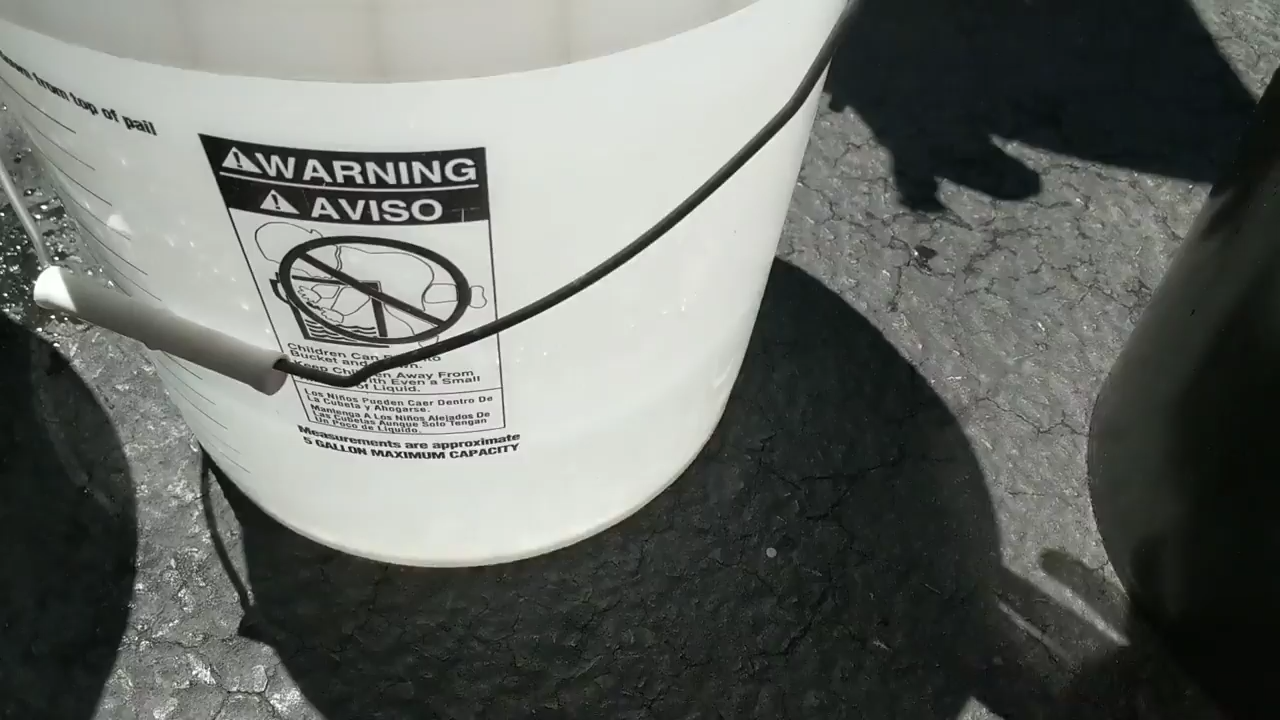 from top of pail
WARNING
AVISO
Children Can to
Bucket and
Keep Away From
With Even a Small
of Liquid.
Los Niños Pueden Caer Dentro De
La Cubeta y Ahogarse.
Mantenga A Los Niños Alejados De
Las Cubetas Aunque Solo Tengan
Un Poco de Liquido.
Measurements are approximate
5 GALLON MAXIMUM CAPACITY